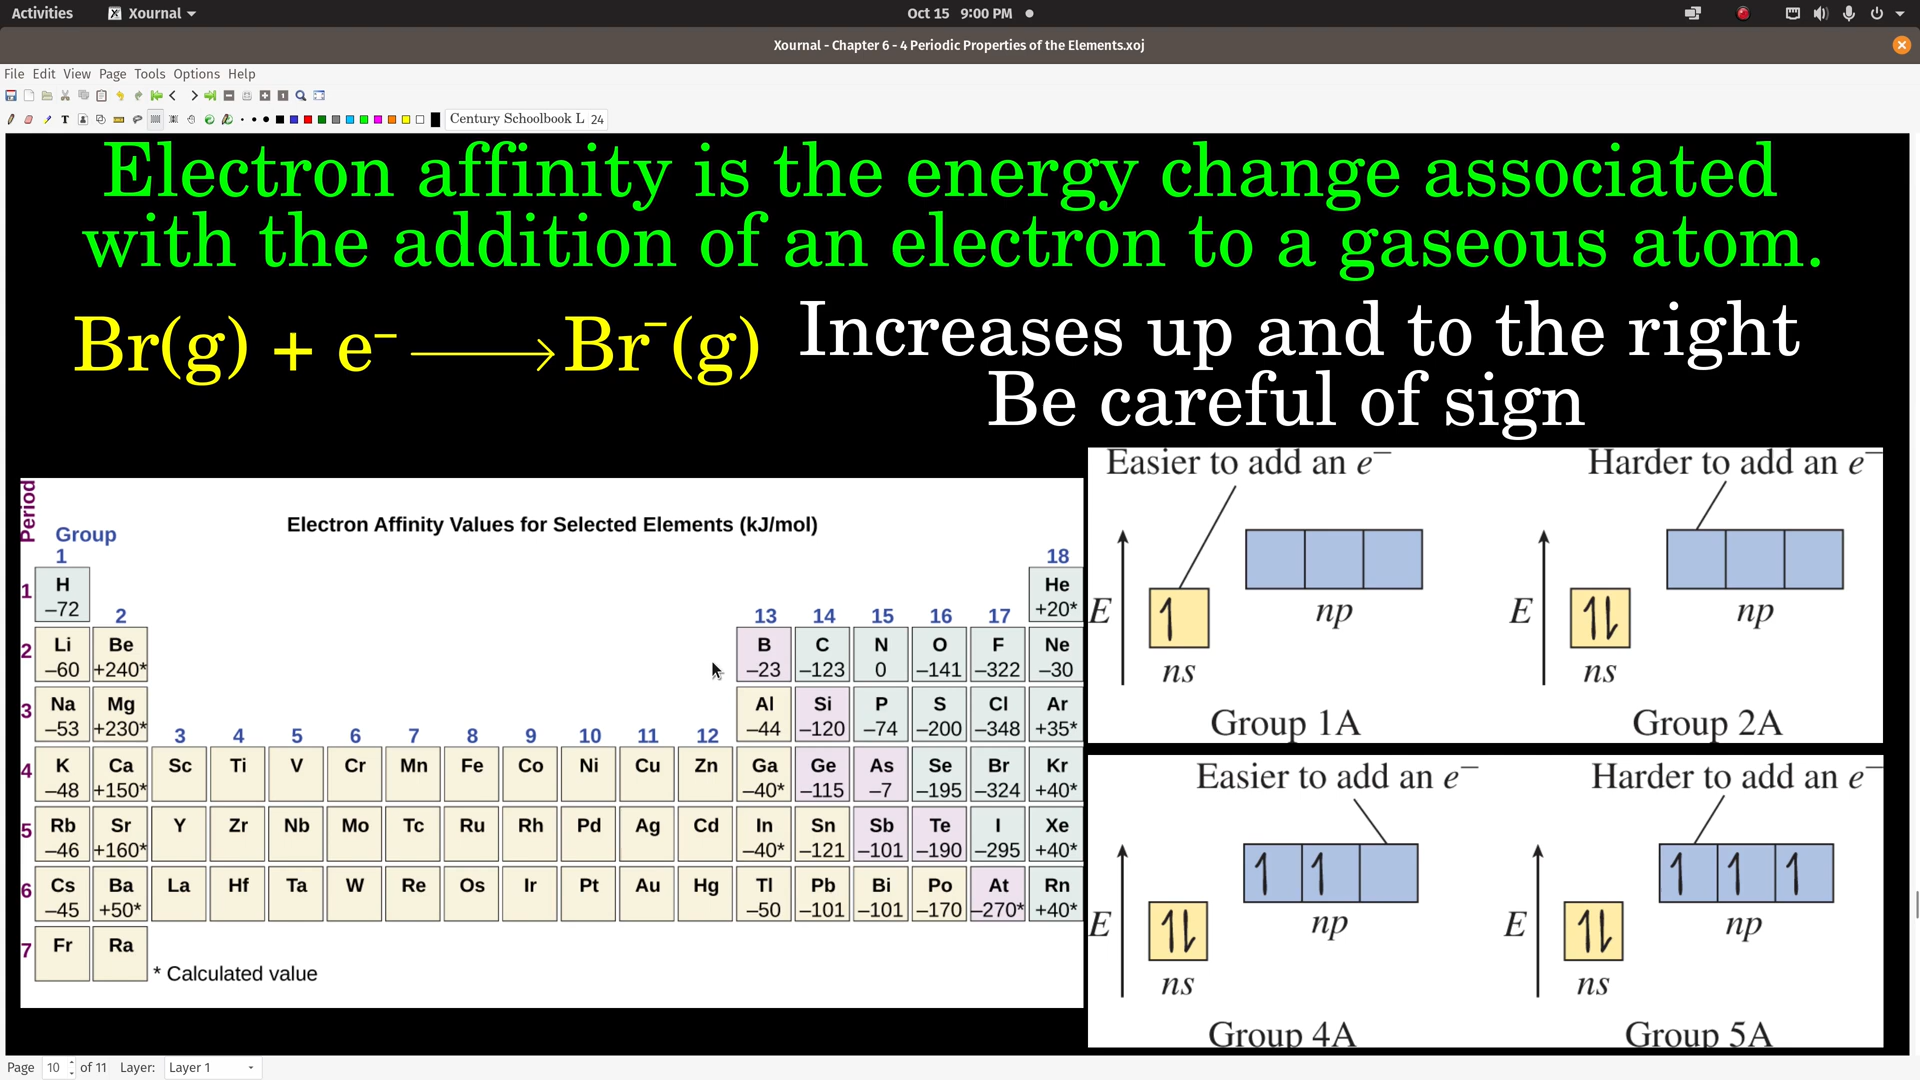 Activities
Xournal
Oct 15 9:00 PM
Xournal - Chapter 6 - 4 Periodic Properties of the Elements.xoj
File Edit View Page Tools Options Help
Century Schoolbook L 24
Electron affinity is the energy change associated
with the addition of an electron to a gaseous atom.
Br(g) + e⁻ ⟶ Br⁻(g)
Increases up and to the right
Be careful of sign
Period
Group
Electron Affinity Values for Selected Elements (kJ/mol)
1 18
1 H He
–72 +20*
2 13 14 15 16 17
2 Li Be B C N O F Ne
–60 +240* –23 –123 0 –141 –322 –30
3 Na Mg Al Si P S Cl Ar
–53 +230* –44 –120 –74 –200 –348 +35*
3 4 5 6 7 8 9 10 11 12
4 K Ca Sc Ti V Cr Mn Fe Co Ni Cu Zn Ga Ge As Se Br Kr
–48 +150* –40* –115 –7 –195 –324 +40*
5 Rb Sr Y Zr Nb Mo Tc Ru Rh Pd Ag Cd In Sn Sb Te I Xe
–46 +160* –40* –121 –101 –190 –295 +40*
6 Cs Ba La Hf Ta W Re Os Ir Pt Au Hg Tl Pb Bi Po At Rn
–45 +50* –50 –101 –101 –170 –270* +40*
7 Fr Ra
* Calculated value
Easier to add an e⁻
E
np
ns
Group 1A
Harder to add an e⁻
E
np
ns
Group 2A
Easier to add an e⁻
E
np
ns
Group 4A
Harder to add an e⁻
E
np
ns
Group 5A
Page 10 of 11 Layer: Layer 1